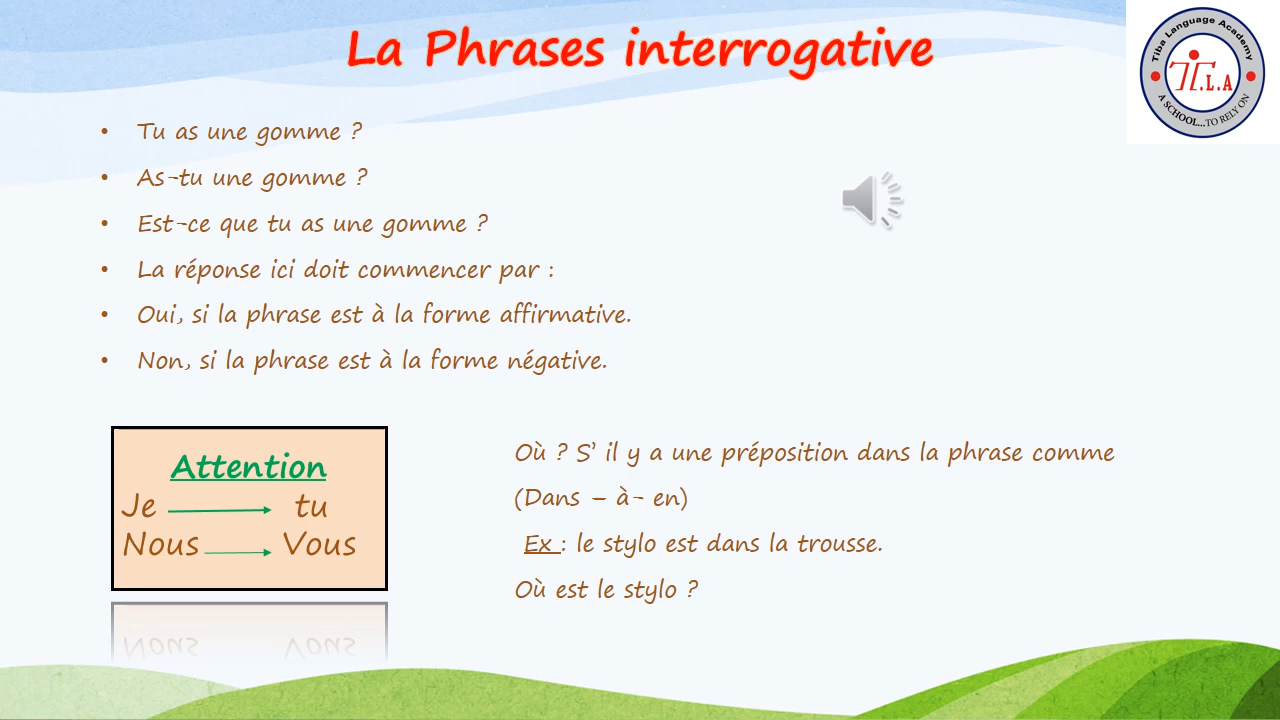 La Phrases interrogative
Tiba Language Academy
T.L.A
A SCHOOL...TO RELY ON
• Tu as une gomme ?
• As-tu une gomme ?
• Est-ce que tu as une gomme ?
• La réponse ici doit commencer par :
• Oui, si la phrase est à la forme affirmative.
• Non, si la phrase est à la forme négative.
Attention
Je tu
Nous Vous
Où ? S' il y a une préposition dans la phrase comme
(Dans – à- en)
Ex : le stylo est dans la trousse.
Où est le stylo ?